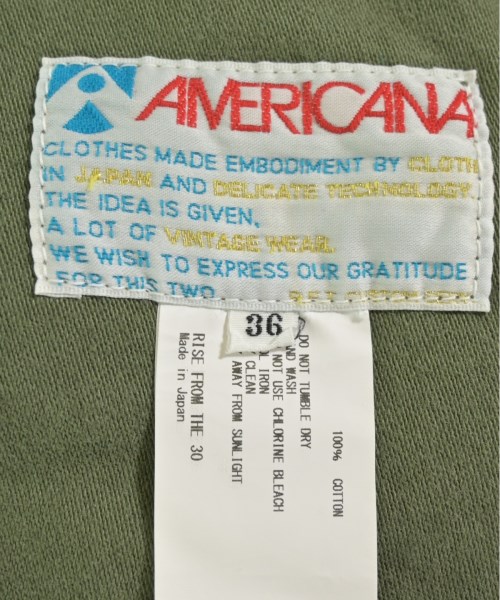 AMERICANA
CLOTHES MADE EMBODIMENT BY CLOTH
IN JAPAN AND DELICATE TECHNOLOGY
THE IDEA IS GIVEN.
A LOT OF VINTAGE WEAR.
WE WISH TO EXPRESS OUR GRATITUDE
FOR THIS TWO
36
100% COTTON
DO NOT TUMBLE DRY
AND WASH
NOT USE CHLORINE BLEACH
IRON
CLEAN
AWAY FROM SUNLIGHT
RISE FROM THE 30
Made in Japan